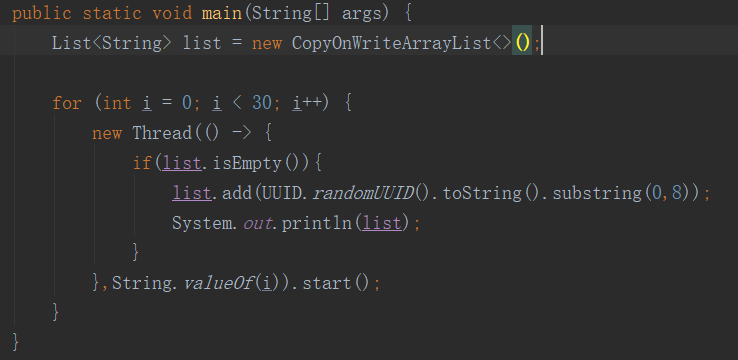 public static void main(String[] args) {
    List<String> list = new CopyOnWriteArrayList<>();
    for (int i = 0; i < 30; i++) {
        new Thread(() -> {
            if(list.isEmpty()){
                list.add(UUID.randomUUID().toString().substring(0,8));
                System.out.println(list);
            }
        },String.valueOf(i)).start();
    }
}